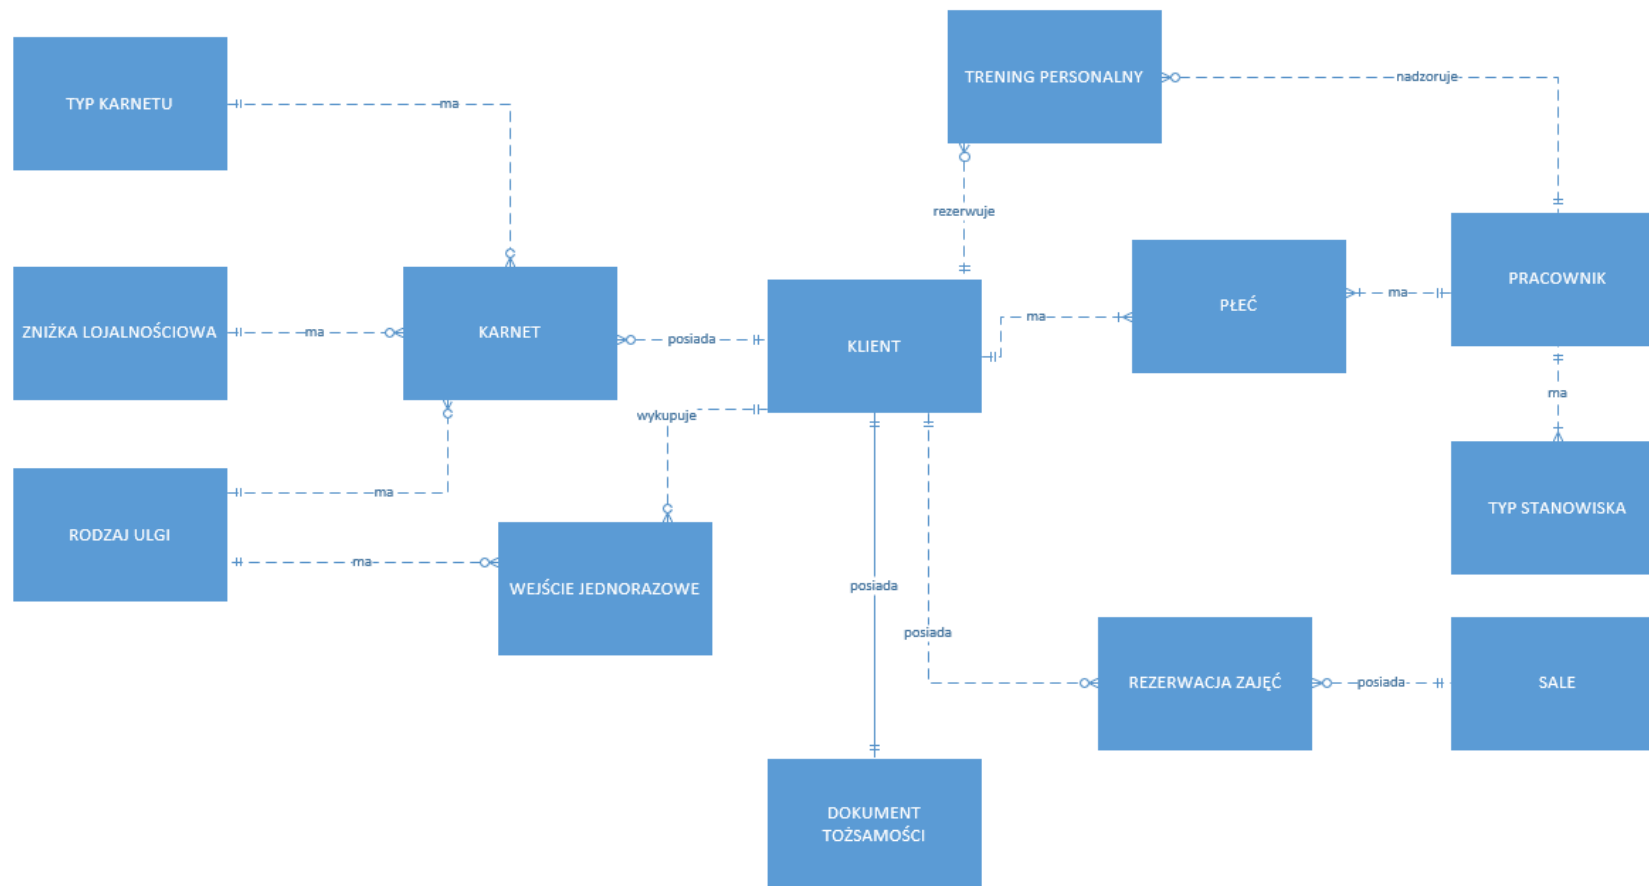 TRENING PERSONALNY
nadzoruje
TYP KARNETU
ma
rezerwuje
PŁEĆ
ma
PRACOWNIK
ZNIŻKA LOJALNOŚCIOWA
ma
KARNET
posiada
KLIENT
ma
ma
wykupuje
RODZAJ ULGI
ma
TYP STANOWISKA
ma
WEJŚCIE JEDNORAZOWE
posiada
posiada
REZERWACJA ZAJĘĆ
posiada
SALE
DOKUMENT
TOŻSAMOŚCI